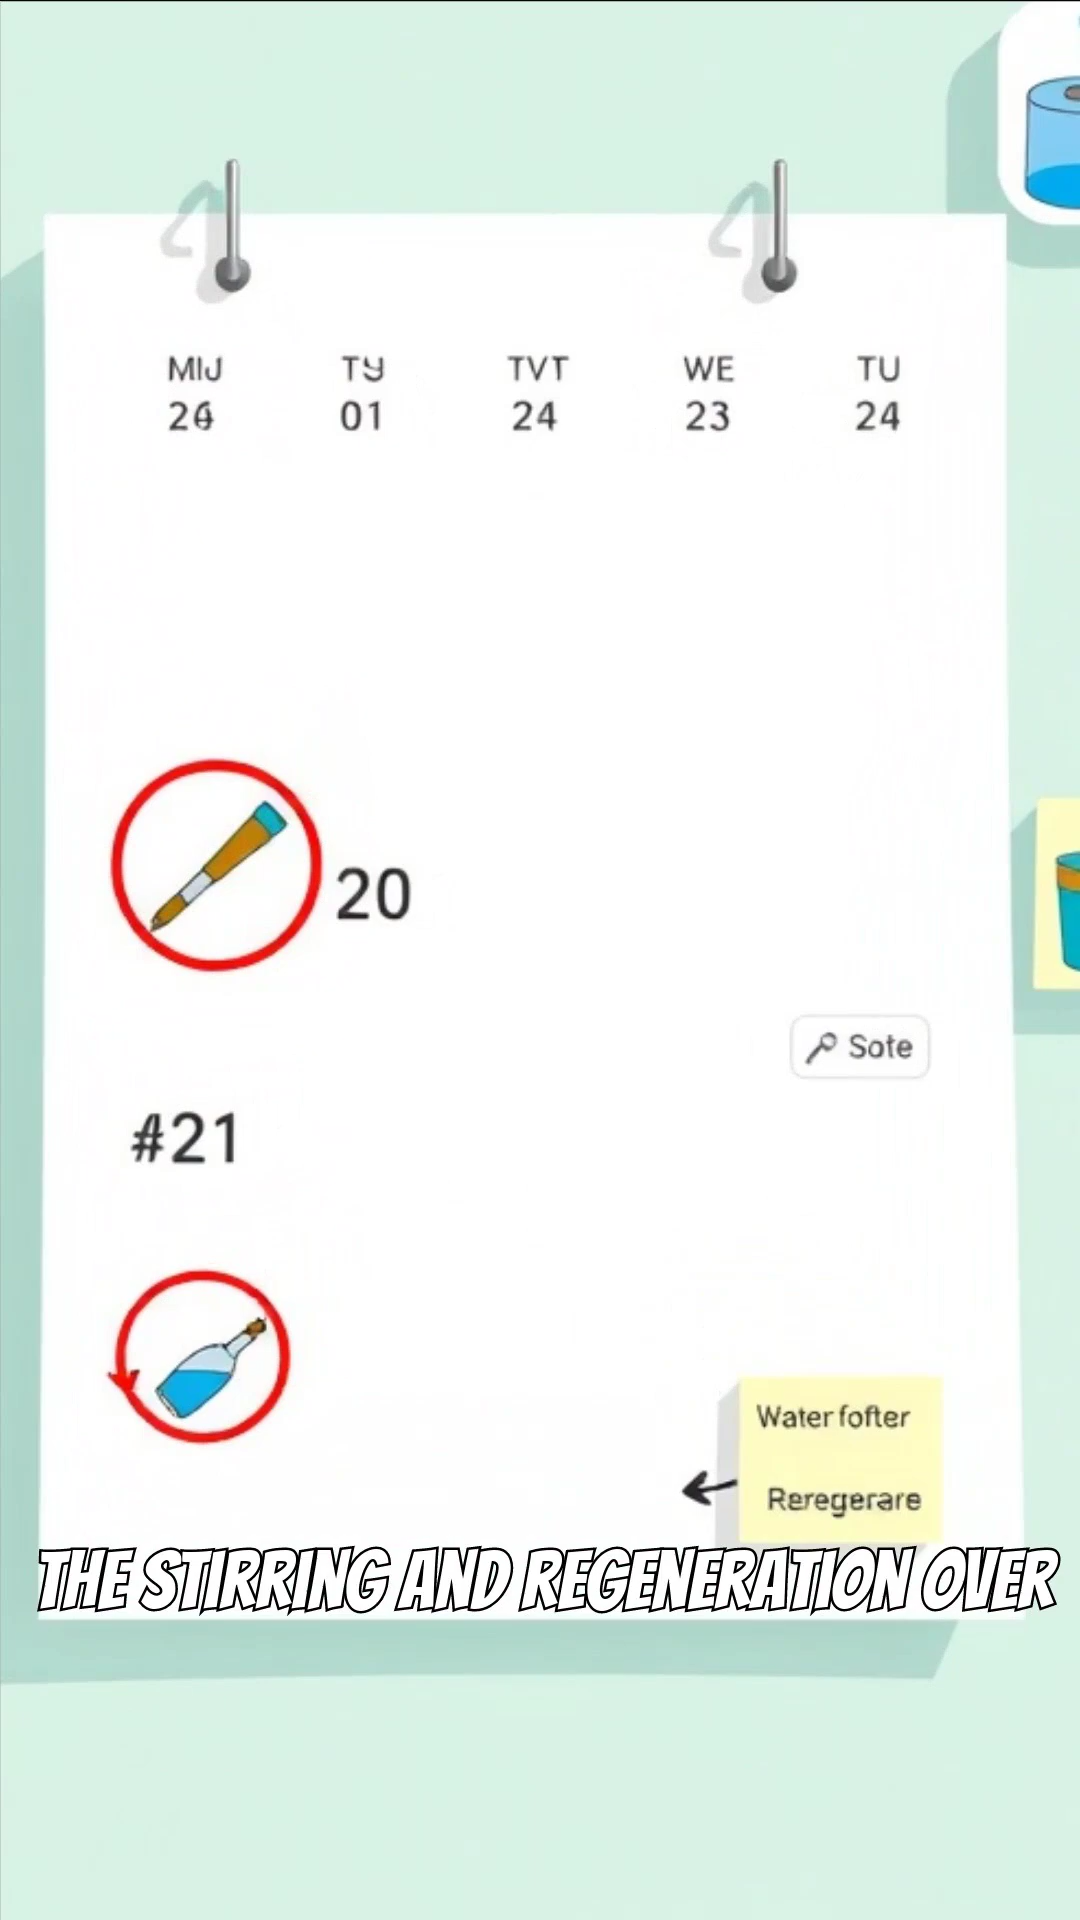 MIJ TY TVT WE TU
26 01 24 23 24
20
Sote
#21
Water fofter
Reregerare
THE STIRRING AND REGENERATION OVER